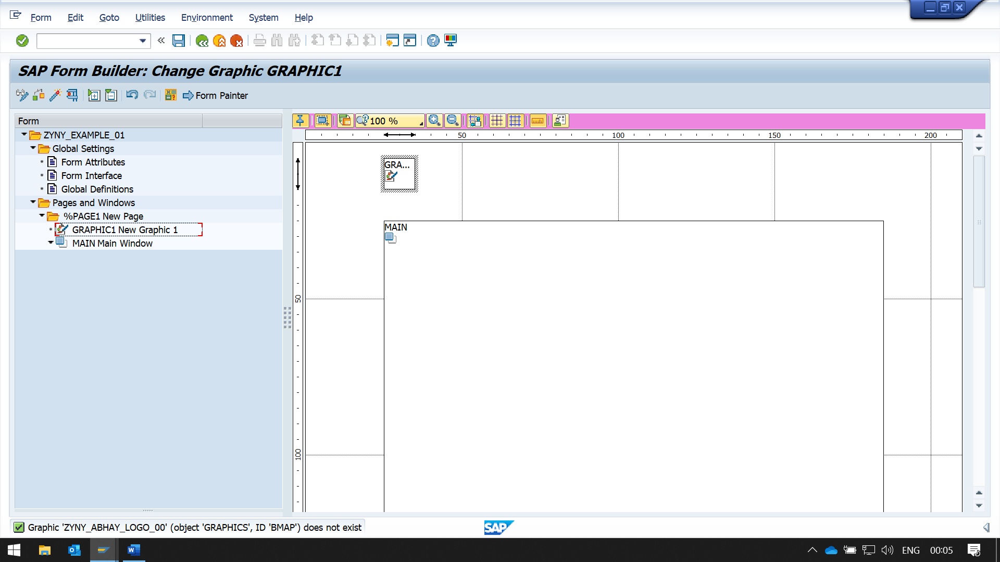 Form Edit Goto Utilities Environment System Help
SAP Form Builder: Change Graphic GRAPHIC1
Form Painter
Form
100 %
ZYNY_EXAMPLE_01
Global Settings
Form Attributes
Form Interface
Global Definitions
Pages and Windows
%PAGE1 New Page
GRAPHIC1 New Graphic 1
MAIN Main Window
50 100 150 200
GRA...
MAIN
50
100
Graphic 'ZYNY_ABHAY_LOGO_00' (object 'GRAPHICS', ID 'BMAP') does not exist
SAP
ENG 00:05